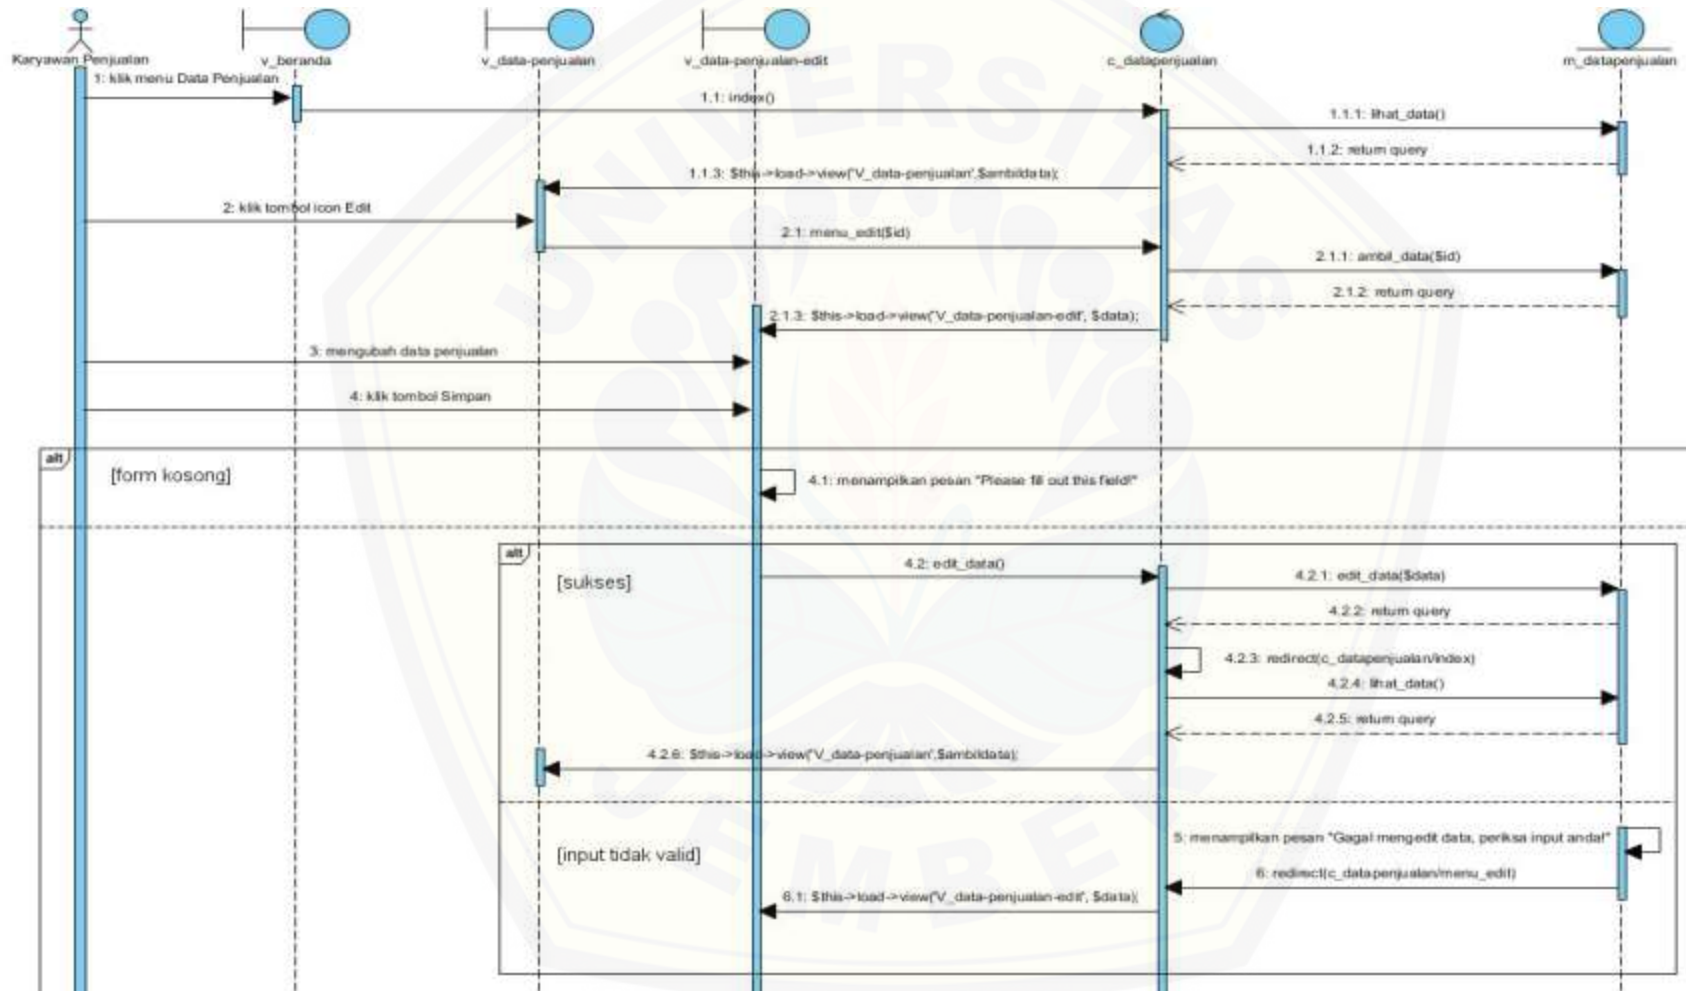 Karyawan Penjualan
v_beranda
v_data-penjualan
v_data-penjualan-edit
c_datapenjualan
m_datapenjualan
1: klik menu Data Penjualan
1.1: index()
1.1.1: lihat_data()
1.1.2: return query
1.1.3: $this->load->view('V_data-penjualan',$ambildata);
2: klik tombol icon Edit
2.1: menu_edit($id)
2.1.1: ambil_data($id)
2.1.2: return query
2.1.3: $this->load->view('V_data-penjualan-edit', $data);
3: mengubah data penjualan
4: klik tombol Simpan
alt
[form kosong]
4.1: menampilkan pesan "Please fill out this field!"
alt
[sukses]
4.2: edit_data()
4.2.1: edit_data($data)
4.2.2: return query
4.2.3: redirect(c_datapenjualan/index)
4.2.4: lihat_data()
4.2.5: return query
4.2.6: $this->load->view('V_data-penjualan',$ambildata);
[input tidak valid]
5: menampilkan pesan "Gagal mengedit data, periksa input anda!"
6: redirect(c_datapenjualan/menu_edit)
6.1: $this->load->view('V_data-penjualan-edit', $data);
UNIVERSITAS
JEMBER